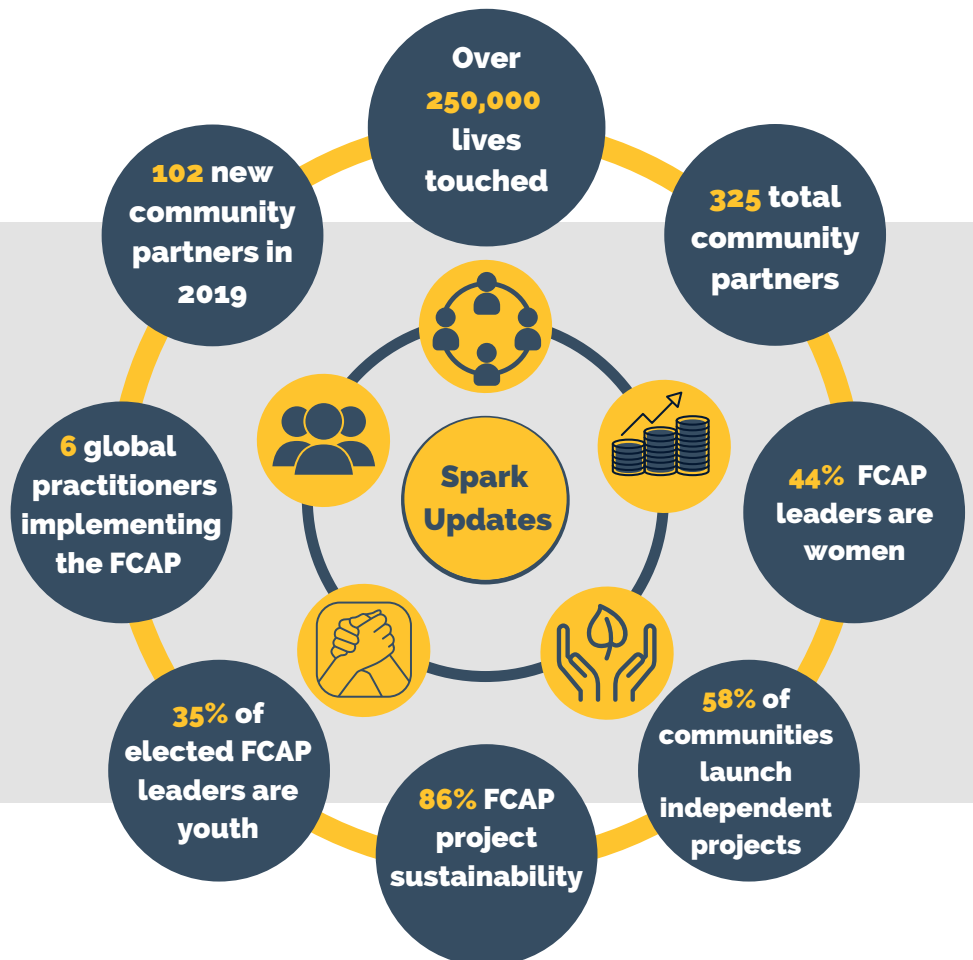 Over
250,000
lives
touched
102 new
community
partners in
2019
325 total
community
partners
6 global
practitioners
implementing
the FCAP
Spark
Updates
44% FCAP
leaders are
women
35% of
elected FCAP
leaders are
youth
86% FCAP
project
sustainability
58% of
communities
launch
independent
projects